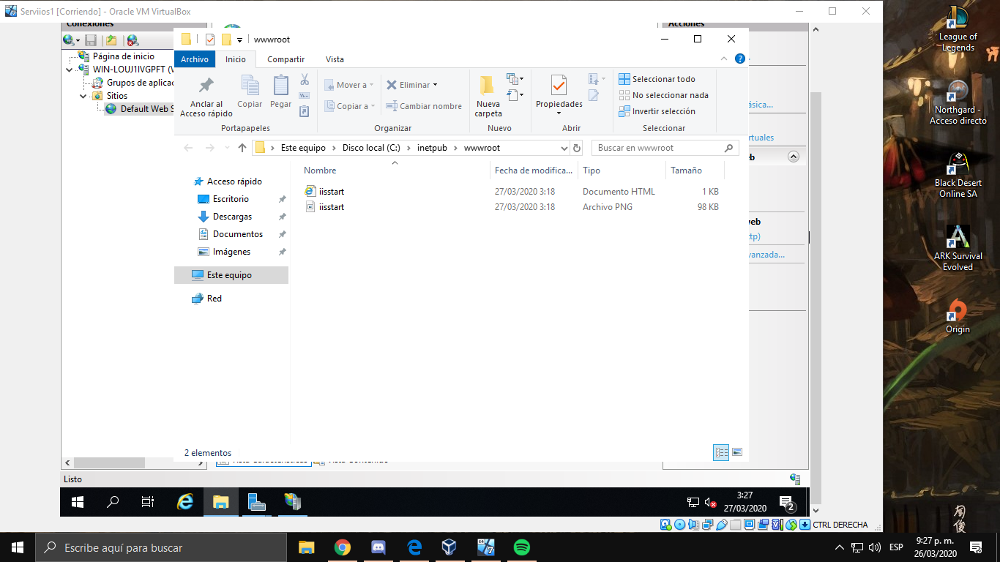 Serviios1 [Corriendo] - Oracle VM VirtualBox
Conexiones
Acciones
Página de inicio
WIN-LOUJ1IVGPFT (
Grupos de aplicac
Sitios
Default Web S
wwwroot
Archivo
Inicio
Compartir
Vista
Anclar al
Acceso rápido
Copiar
Pegar
Portapapeles
Mover a
Copiar a
Eliminar
Cambiar nombre
Organizar
Nueva
carpeta
Nuevo
Propiedades
Abrir
Seleccionar todo
No seleccionar nada
Invertir selección
Seleccionar
Este equipo
Disco local (C:)
inetpub
wwwroot
Buscar en wwwroot
Nombre
Fecha de modifica...
Tipo
Tamaño
iisstart
27/03/2020 3:18
Documento HTML
1 KB
iisstart
27/03/2020 3:18
Archivo PNG
98 KB
Acceso rápido
Escritorio
Descargas
Documentos
Imágenes
Este equipo
Red
2 elementos
ásica...
rtuales
eb
veb
ttp)
vanzada...
Listo
3:27
27/03/2020
2
CTRL DERECHA
League of
Legends
Northgard -
Acceso directo
Black Desert
Online SA
ARK Survival
Evolved
Origin
Escribe aquí para buscar
ESP
9:27 p. m.
26/03/2020